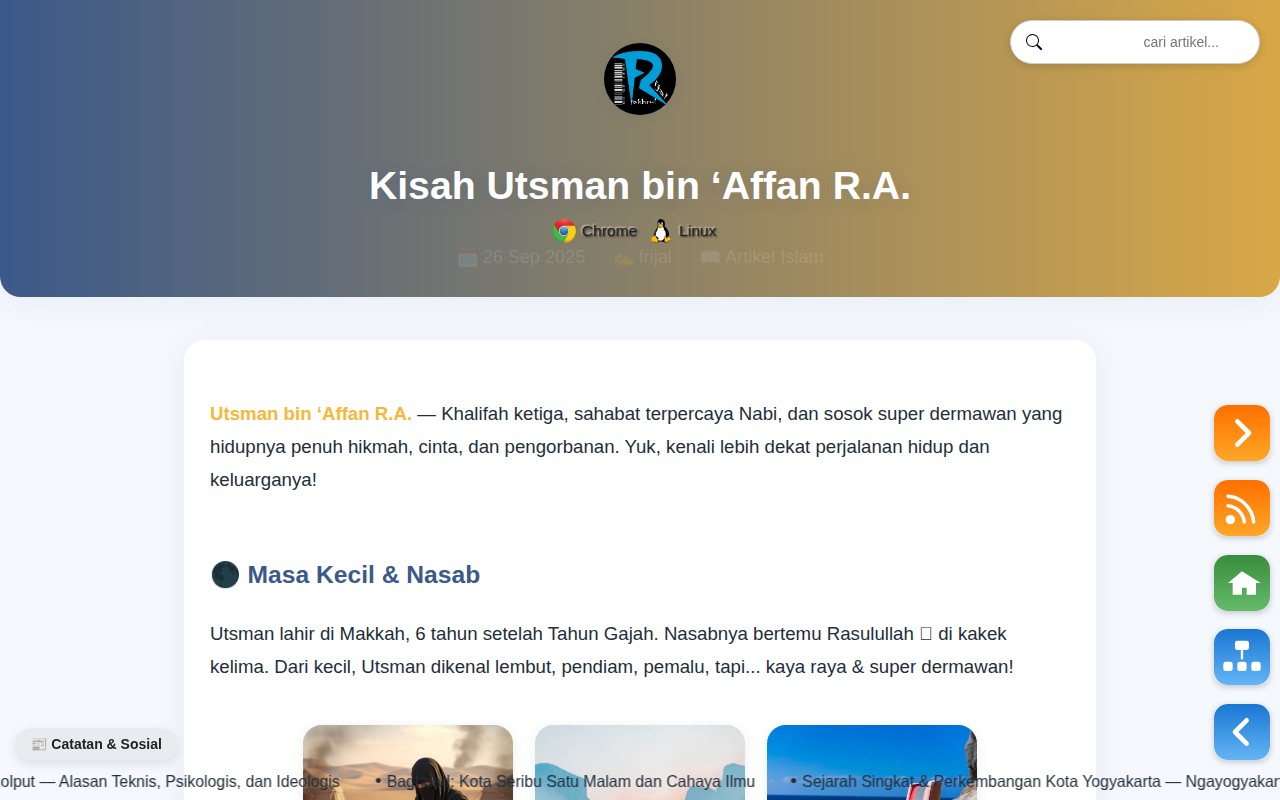 cari artikel...
Kisah Utsman bin ‘Affan R.A.
Chrome Linux
26 Sep 2025 frijal Artikel Islam
Utsman bin ‘Affan R.A. — Khalifah ketiga, sahabat terpercaya Nabi, dan sosok super dermawan yang
hidupnya penuh hikmah, cinta, dan pengorbanan. Yuk, kenali lebih dekat perjalanan hidup dan
keluarganya!
Masa Kecil & Nasab
Utsman lahir di Makkah, 6 tahun setelah Tahun Gajah. Nasabnya bertemu Rasulullah di kakek
kelima. Dari kecil, Utsman dikenal lembut, pendiam, pemalu, tapi... kaya raya & super dermawan!
Catatan & Sosial
olput — Alasan Teknis, Psikologis, dan Ideologis • Baghdad: Kota Seribu Satu Malam dan Cahaya Ilmu • Sejarah Singkat & Perkembangan Kota Yogyakarta — Ngayogyakar